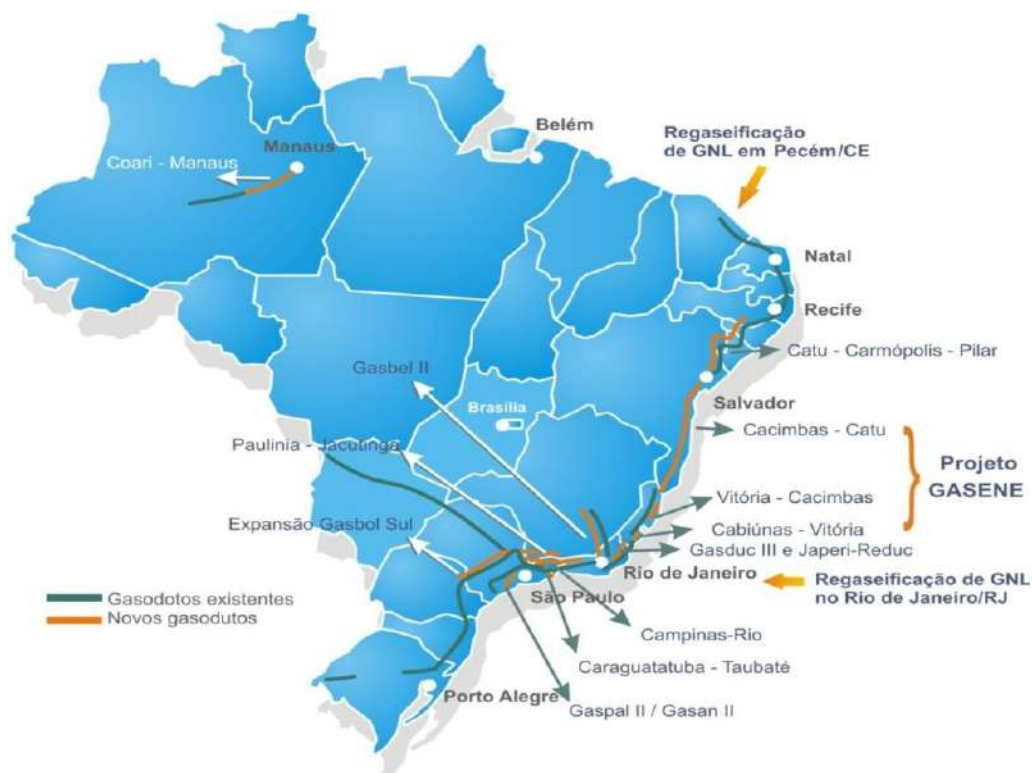 Belém
Regaseificação
de GNL em Pecém/CE
Manaus
Coari - Manaus
Natal
Recife
Catu - Carmópolis - Pilar
Gasbel II
Salvador
Brasília
Cacimbas - Catu
Paulínia - Jacutinga
Projeto
GASENE
Vitória - Cacimbas
Expansão Gasbol Sul
Cabiúnas - Vitória
Gasduc III e Japeri-Reduc
Rio de Janeiro
Regaseificação de GNL
no Rio de Janeiro/RJ
Gasodotos existentes
Novos gasodutos
São Paulo
Campinas-Rio
Caraguatatuba - Taubaté
Porto Alegre
Gaspal II / Gasan II